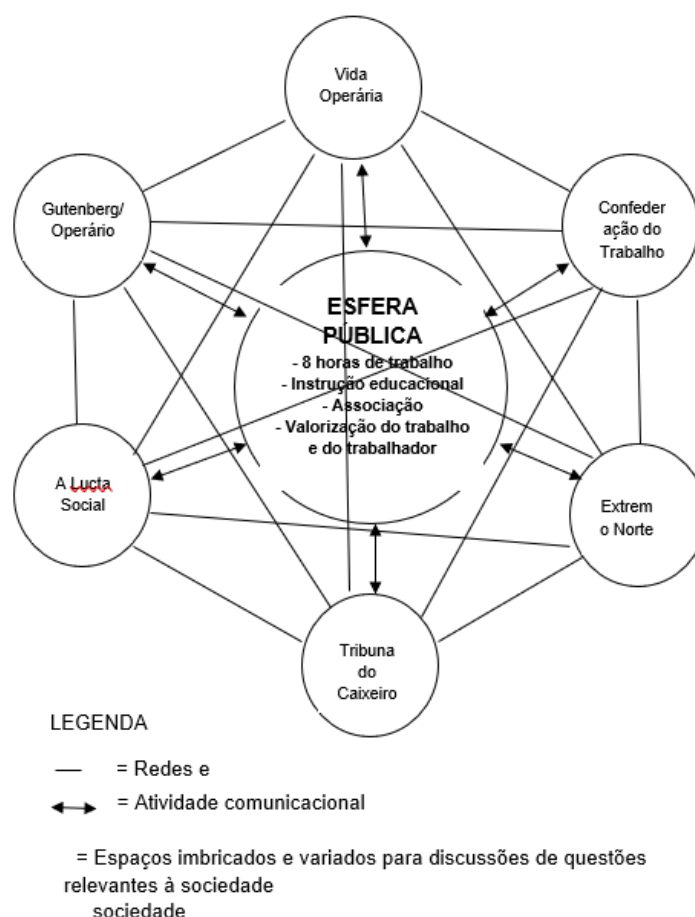 Vida
Operária
Gutenberg/
Operário
Confeder
ação do
Trabalho
ESFERA
PÚBLICA
- 8 horas de trabalho
- Instrução educacional
- Associação
- Valorização do trabalho
e do trabalhador
A Lucta
Social
Extrem
o Norte
Tribuna
do
Caixeiro
LEGENDA
= Redes e
= Atividade comunicacional
= Espaços imbricados e variados para discussões de questões
relevantes à sociedade
sociedade